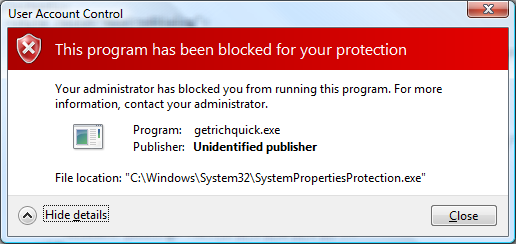 User Account Control
This program has been blocked for your protection
Your administrator has blocked you from running this program. For more
information, contact your administrator.
Program: getrichquick.exe
Publisher: Unidentified publisher
File location: "C:\Windows\System32\SystemPropertiesProtection.exe"
Hide details
Close